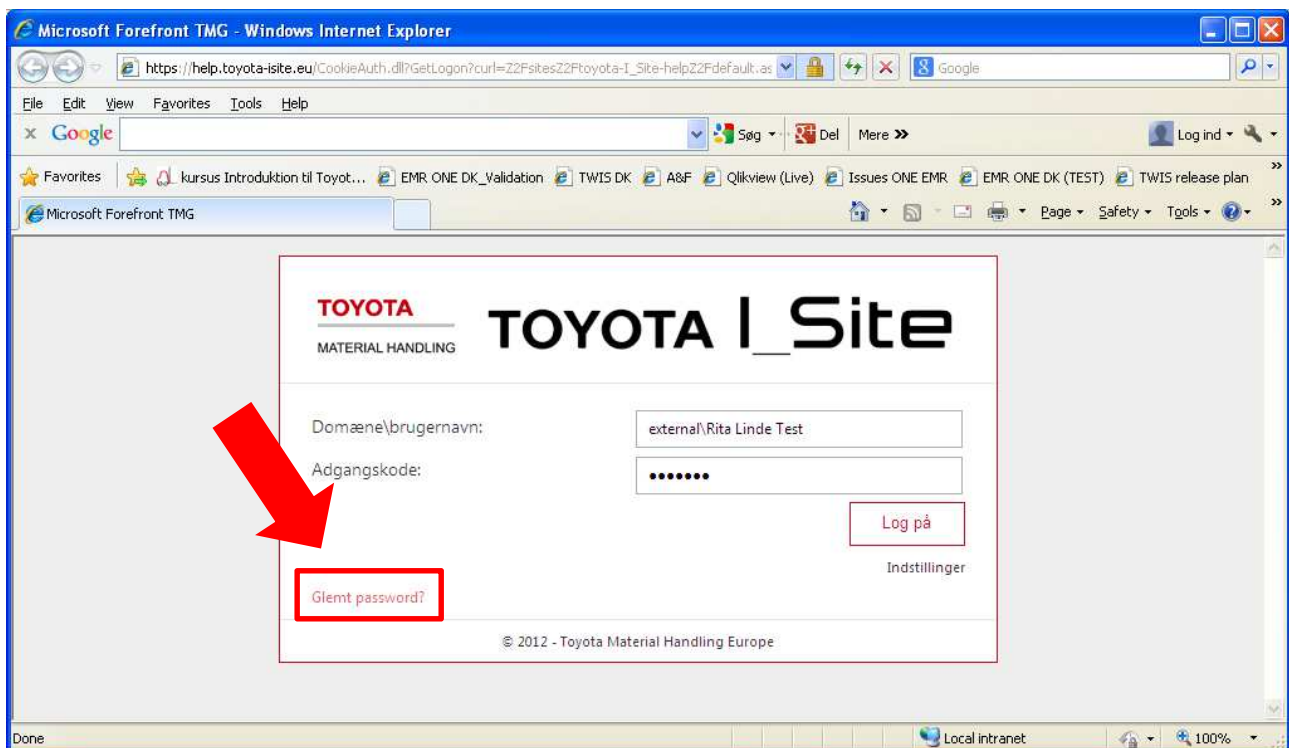 Microsoft Forefront TMG - Windows Internet Explorer
https://help.toyota-isite.eu/CookieAuth.dll?GetLogon?curl=Z2FsitesZ2Ftoyota-I_Site-helpZ2Fdefault.as
Google
File Edit View Favorites Tools Help
x Google Søg Del Mere >> Log ind
Favorites kursus Introduktion til Toyot... EMR ONE DK_Validation TWIS DK A&F Qlikview (Live) Issues ONE EMR EMR ONE DK (TEST) TWIS release plan >>
Microsoft Forefront TMG Page Safety Tools >>
TOYOTA
MATERIAL HANDLING
TOYOTA I_Site
Domæne\brugernavn: external\Rita Linde Test
Adgangskode: •••••••
Log på
Indstillinger
Glemt password?
© 2012 - Toyota Material Handling Europe
Done Local intranet 100%